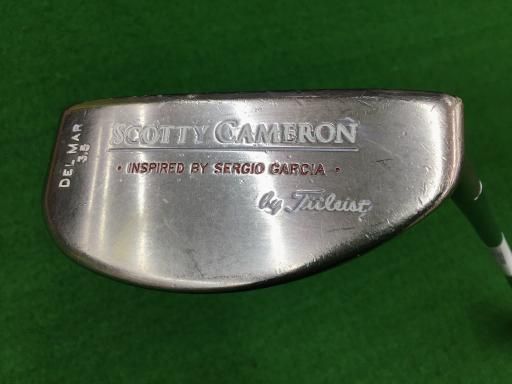 DEL MAR
3.5
SCOTTY CAMERON
• INSPIRED BY SERGIO GARCIA •
by Titleist